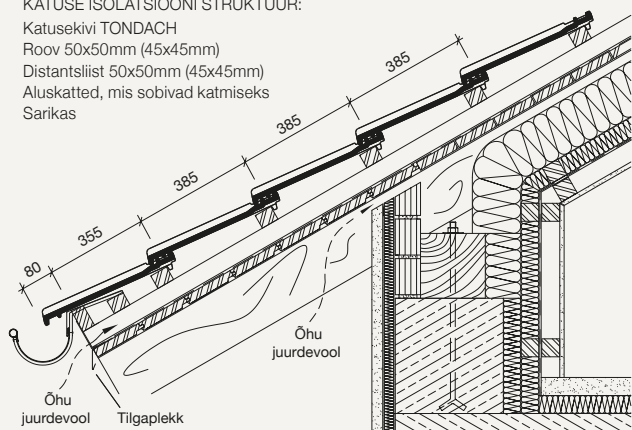 KATUSE ISOLATSIOONI STRUKTUUR:
Katusekivi TONDACH
Roov 50x50mm (45x45mm)
Distantsliist 50x50mm (45x45mm)
Aluskatted, mis sobivad katmiseks
Sarikas
385
385
385
355
80
Õhu
juurdevool
Õhu
juurdevool
Tilgaplekk